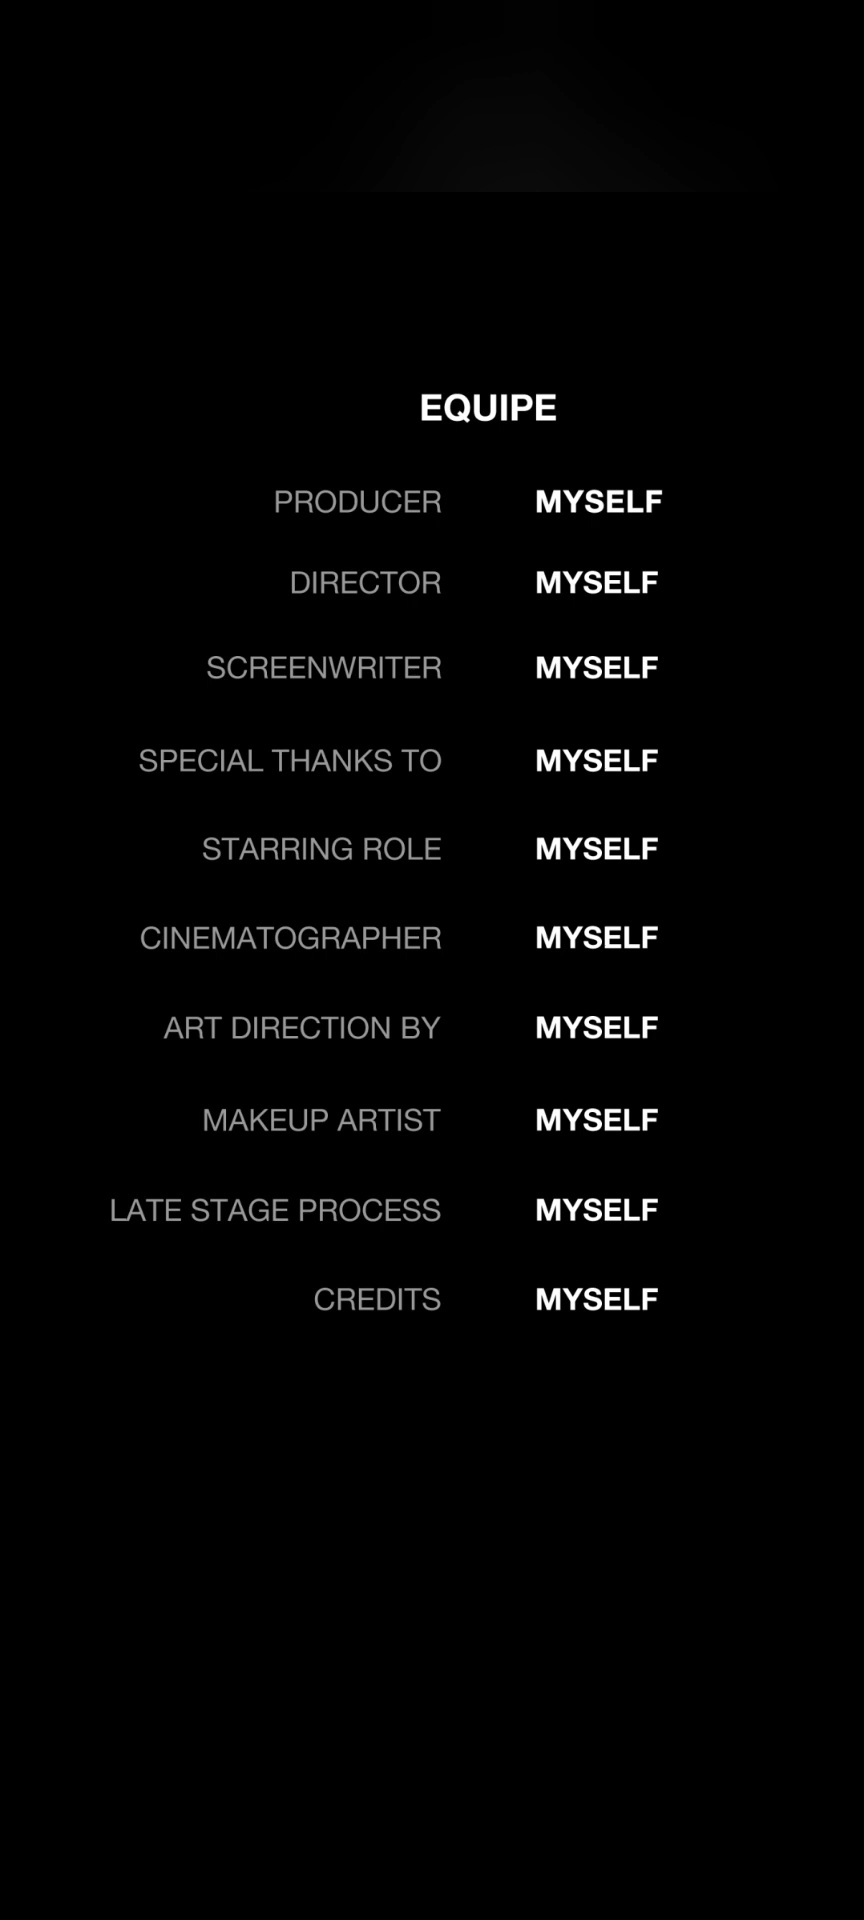 EQUIPE
PRODUCER MYSELF
DIRECTOR MYSELF
SCREENWRITER MYSELF
SPECIAL THANKS TO MYSELF
STARRING ROLE MYSELF
CINEMATOGRAPHER MYSELF
ART DIRECTION BY MYSELF
MAKEUP ARTIST MYSELF
LATE STAGE PROCESS MYSELF
CREDITS MYSELF